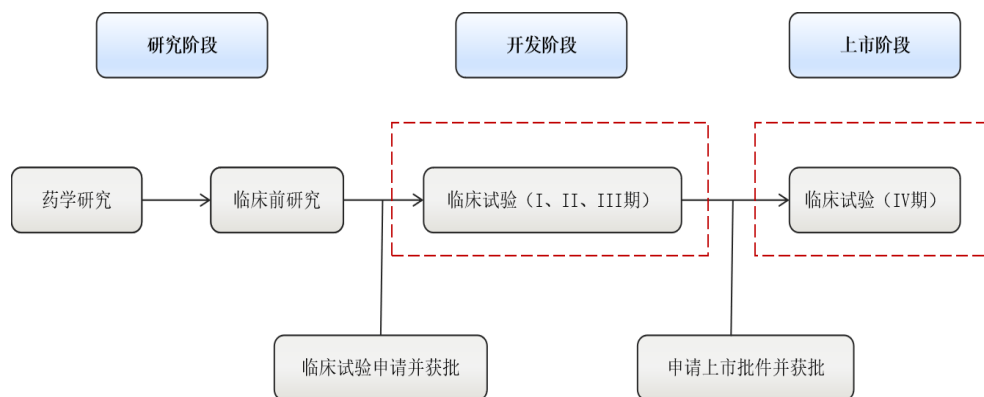 研究阶段
开发阶段
上市阶段
药学研究
临床前研究
临床试验（I、II、III期）
临床试验（IV期）
临床试验申请并获批
申请上市批件并获批